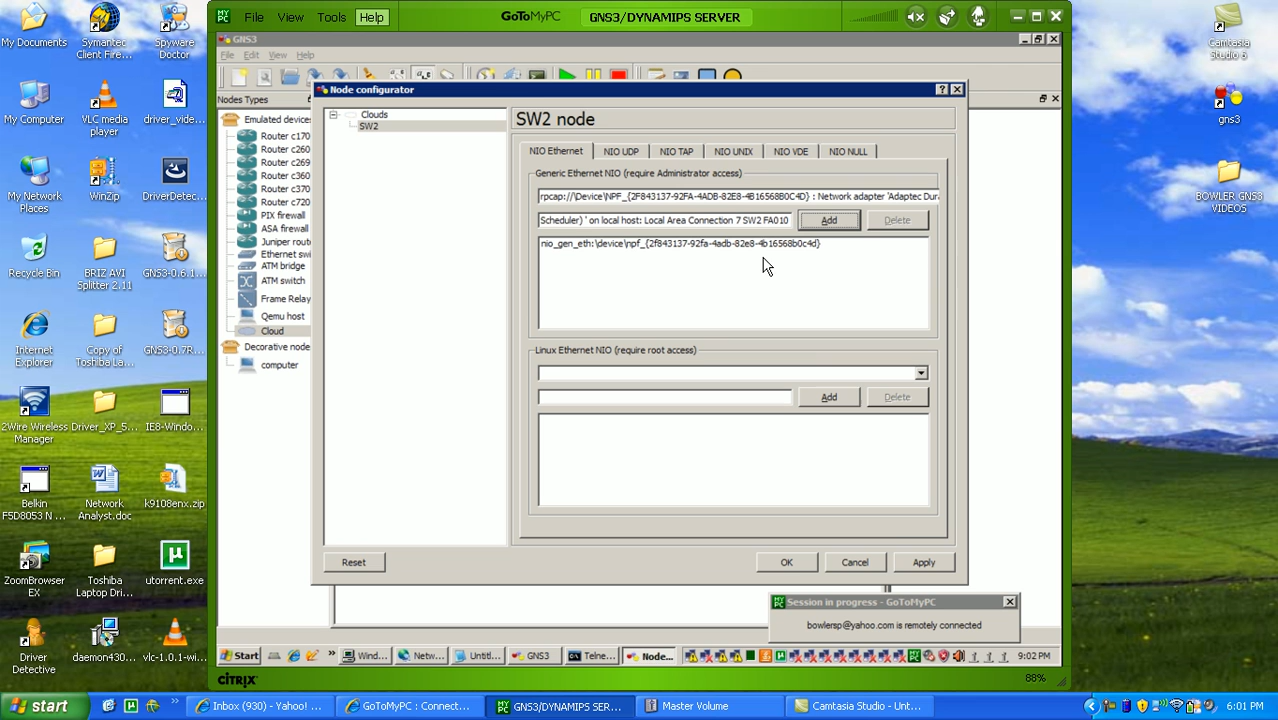 My Documents
Symantec
Client Fire...
Spyware
Doctor
My Computer
VLC media
player
driver_vide...
My Network
Places
WinZip
DriverDetec...
Recycle Bin
BRIZ AVI
Splitter 2.11
GNS3-0.6.1...
Internet
Explorer
Copy of
Toshiba La...
GNS3-0.7R...
2Wire Wireless
Manager
Driver_XP_5...
IE8-Windo...
Belkin
F5D8053 N ...
Network
Analyst.doc
k9108enx.zip
ZoomBrowser
EX
Toshiba
Laptop Dri...
utorrent.exe
Driver
Detective
daemon430...
vlc-1.0.1-wi...
Camtasia
Studio 6
gns3
BOWLER GNS3
VIDEOS
MY
PC
File View Tools Help
GoToMyPC
GNS3/DYNAMIPS SERVER
GNS3
File Edit View Help
Nodes Types
Emulated device
Router c170
Router c260
Router c269
Router c360
Router c370
Router c720
PIX firewall
ASA firewall
Juniper route
Ethernet swi
ATM bridge
ATM switch
Frame Relay
Qemu host
Cloud
Decorative node
computer
Node configurator
Clouds
SW2
SW2 node
NIO Ethernet NIO UDP NIO TAP NIO UNIX NIO VDE NIO NULL
Generic Ethernet NIO (require Administrator access)
rpcap://\Device\NPF_{2F843137-92FA-4ADB-82E8-4B16568B0C4D} : Network adapter 'Adaptec Dura
Scheduler) ' on local host: Local Area Connection 7 SW2 FA010 Add Delete
nio_gen_eth:\device\npf_{2f843137-92fa-4adb-82e8-4b16568b0c4d}
Linux Ethernet NIO (require root access)
Add Delete
Reset OK Cancel Apply
Session in progress - GoToMyPC
bowlersp@yahoo.com is remotely connected
Start » Wind... Netw... Untitl... GNS3 Telne... Node... 9:02 PM
CITRIX 88%
start » Inbox (930) - Yahoo! ... GoToMyPC : Connect... GNS3/DYNAMIPS SER... Master Volume Camtasia Studio - Unt... 6:01 PM